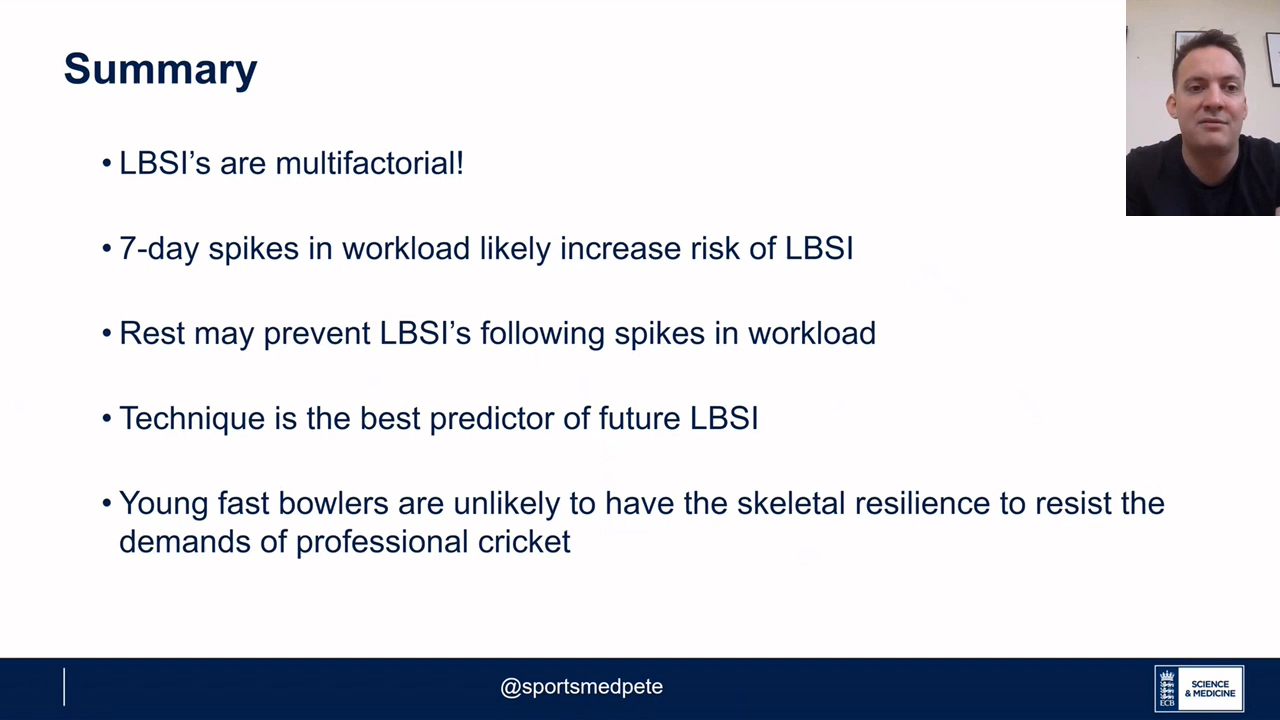 Summary
• LBSI’s are multifactorial!
• 7-day spikes in workload likely increase risk of LBSI
• Rest may prevent LBSI’s following spikes in workload
• Technique is the best predictor of future LBSI
• Young fast bowlers are unlikely to have the skeletal resilience to resist the
demands of professional cricket
@sportsmedpete
ECB
SCIENCE
& MEDICINE